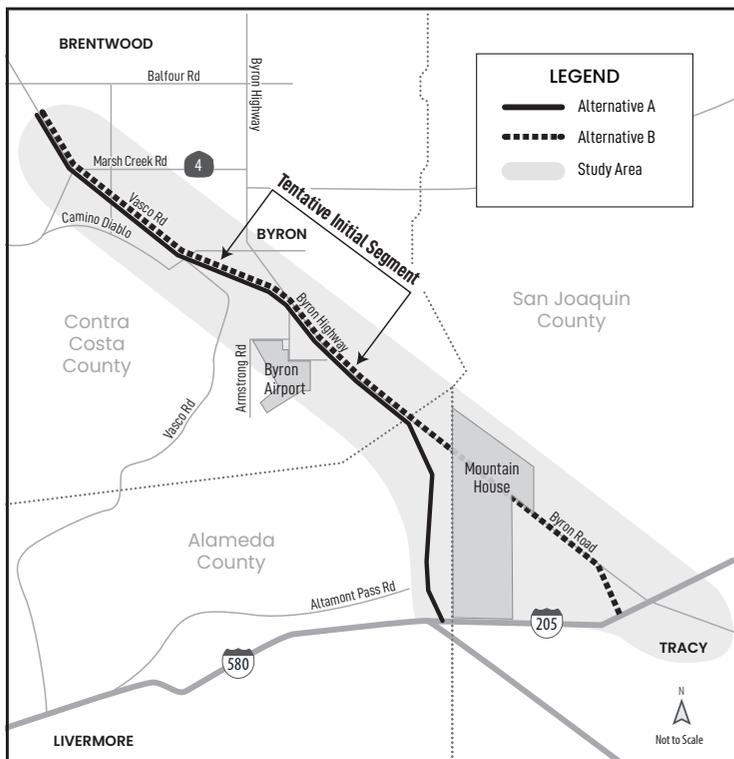 BRENTWOOD
Balfour Rd
Byron Highway
LEGEND
Alternative A
Alternative B
Study Area
Marsh Creek Rd
4
Vasco Rd
Camino Diablo
Tentative Initial Segment
BYRON
San Joaquin
County
Contra
Costa
County
Byron Highway
Armstrong Rd
Byron
Airport
Vasco Rd
Mountain
House
Byron Road
Alameda
County
Altamont Pass Rd
205
580
TRACY
N
Not to Scale
LIVERMORE